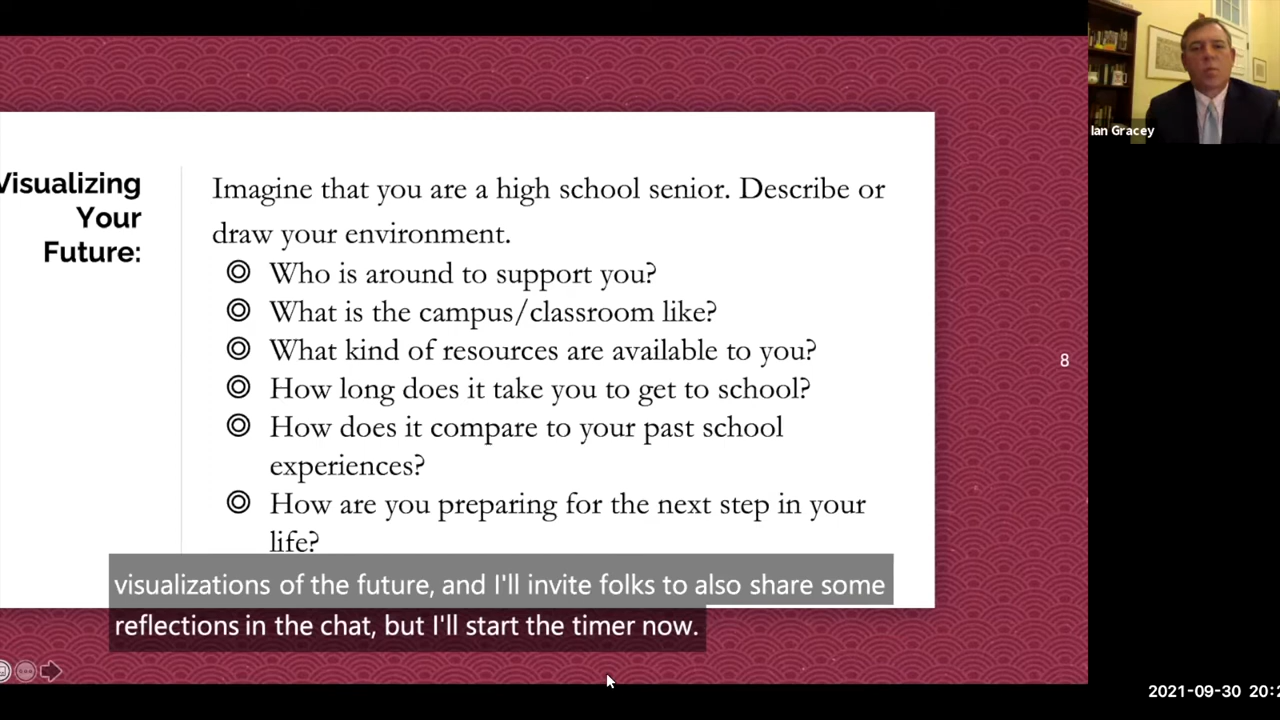 Visualizing
Your
Future:
Imagine that you are a high school senior. Describe or
draw your environment.
Who is around to support you?
What is the campus/classroom like?
What kind of resources are available to you?
How long does it take you to get to school?
How does it compare to your past school
experiences?
How are you preparing for the next step in your
life?
visualizations of the future, and I'll invite folks to also share some
reflections in the chat, but I'll start the timer now.
8
Ian Gracey
2021-09-30 20:2